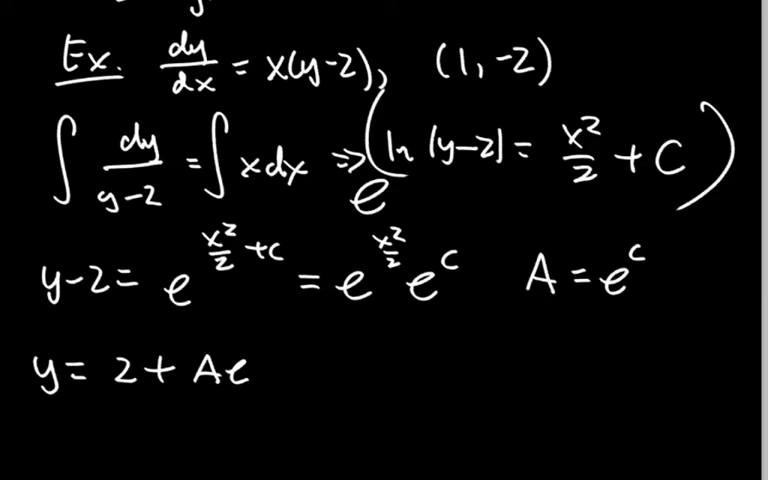 Ex. dy/dx = x(y-2), (1, -2)
∫ dy/(y-2) = ∫ x dx ⇒ e^(ln |y-2| = x²/2 + C)
y-2 = e^(x²/2 + c) = e^(x²/2) e^c A = e^c
y = 2 + Ae